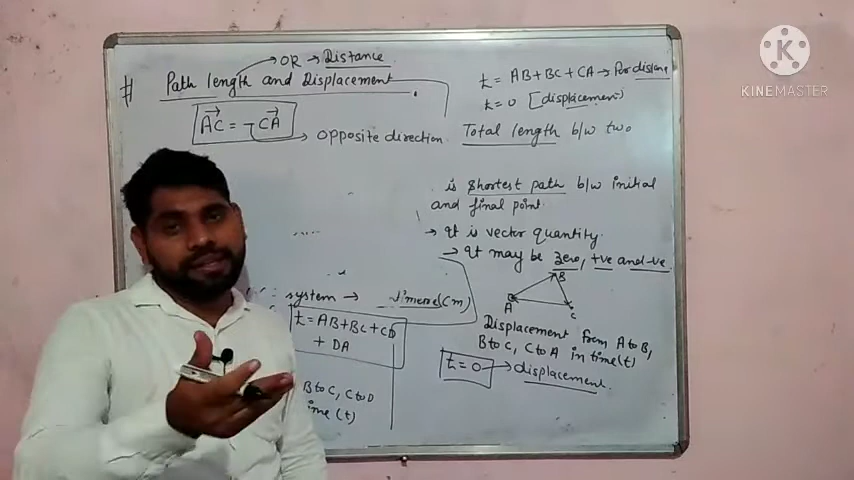 → OR → Distance
# Path length and Displacement
AC = - CA
→ opposite direction
t = AB + BC + CA → For distance
t = 0 [displacement]
Total length b/w two
is shortest path b/w initial
and final point.
→ It is vector quantity.
→ It may be zero, +ve and -ve
B
A
C
system →
(m)
t = AB + BC + CD
+ DA
B to C, C to D
time (t)
Displacement from A to B,
B to C, C to A in time (t)
t = 0 → displacement.
KINEMASTER